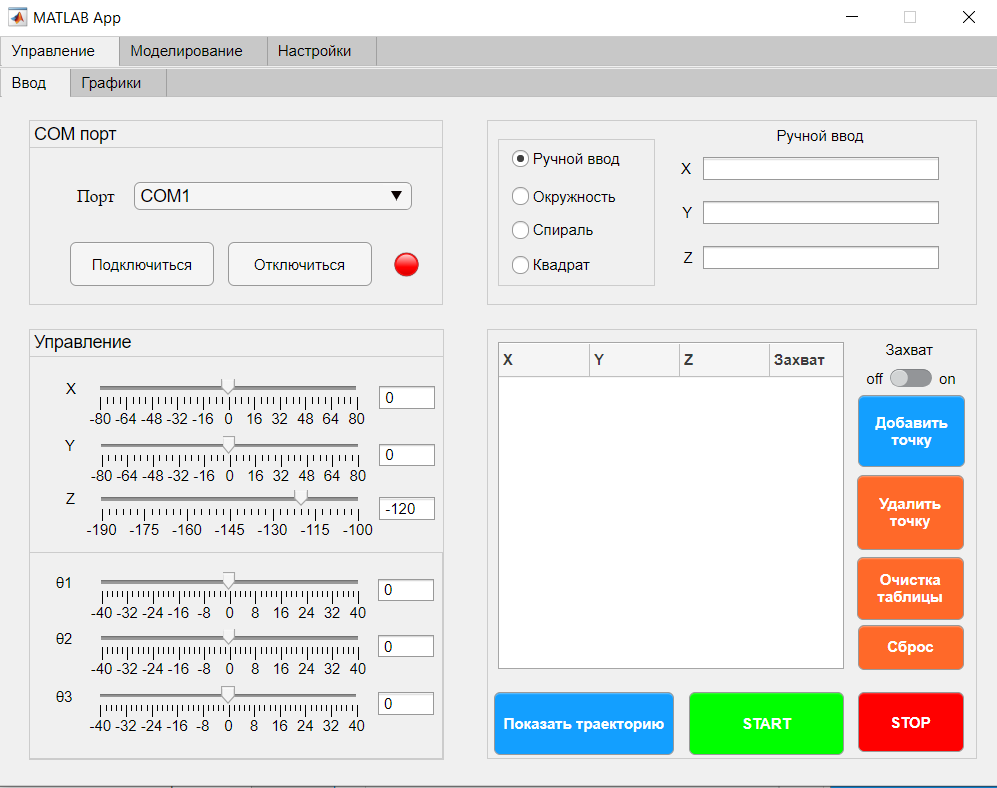 MATLAB App
Управление Моделирование Настройки
Ввод Графики
COM порт
Порт COM1
Подключиться Отключиться
Ручной ввод
Окружность
Спираль
Квадрат
Ручной ввод
X
Y
Z
Управление
X 0
-80 -64 -48 -32 -16 0 16 32 48 64 80
Y 0
-80 -64 -48 -32 -16 0 16 32 48 64 80
Z -120
-190 -175 -160 -145 -130 -115 -100
θ1 0
-40 -32 -24 -16 -8 0 8 16 24 32 40
θ2 0
-40 -32 -24 -16 -8 0 8 16 24 32 40
θ3 0
-40 -32 -24 -16 -8 0 8 16 24 32 40
X Y Z Захват
Захват
off on
Добавить
точку
Удалить
точку
Очистка
таблицы
Сброс
Показать траекторию START STOP